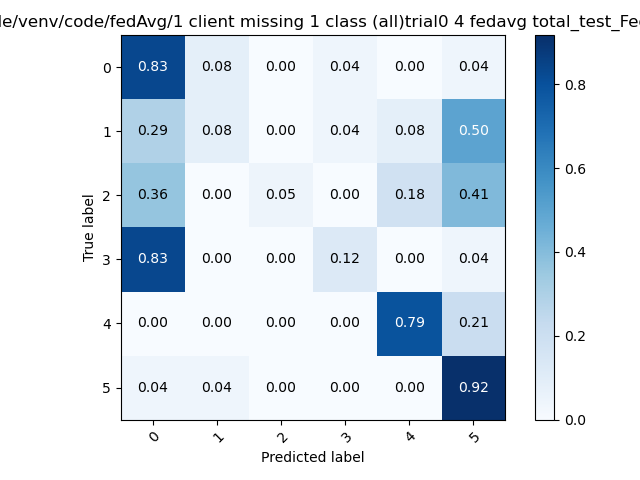 le/venv/code/fedAvg/1 client missing 1 class (all)trial0 4 fedavg total_test_Fe
True label
0 0.83 0.08 0.00 0.04 0.00 0.04
1 0.29 0.08 0.00 0.04 0.08 0.50
2 0.36 0.00 0.05 0.00 0.18 0.41
3 0.83 0.00 0.00 0.12 0.00 0.04
4 0.00 0.00 0.00 0.00 0.79 0.21
5 0.04 0.04 0.00 0.00 0.00 0.92
0 1 2 3 4 5
Predicted label
0.8
0.6
0.4
0.2
0.0